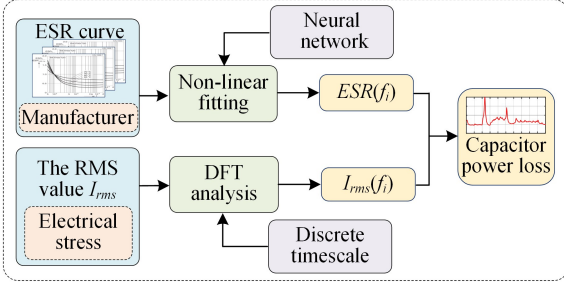 ESR curve
Manufacturer
Neural
network
Non-linear
fitting
ESR(fi)
Capacitor
power loss
The RMS
value Irms
Electrical
stress
DFT
analysis
Irms(fi)
Discrete
timescale